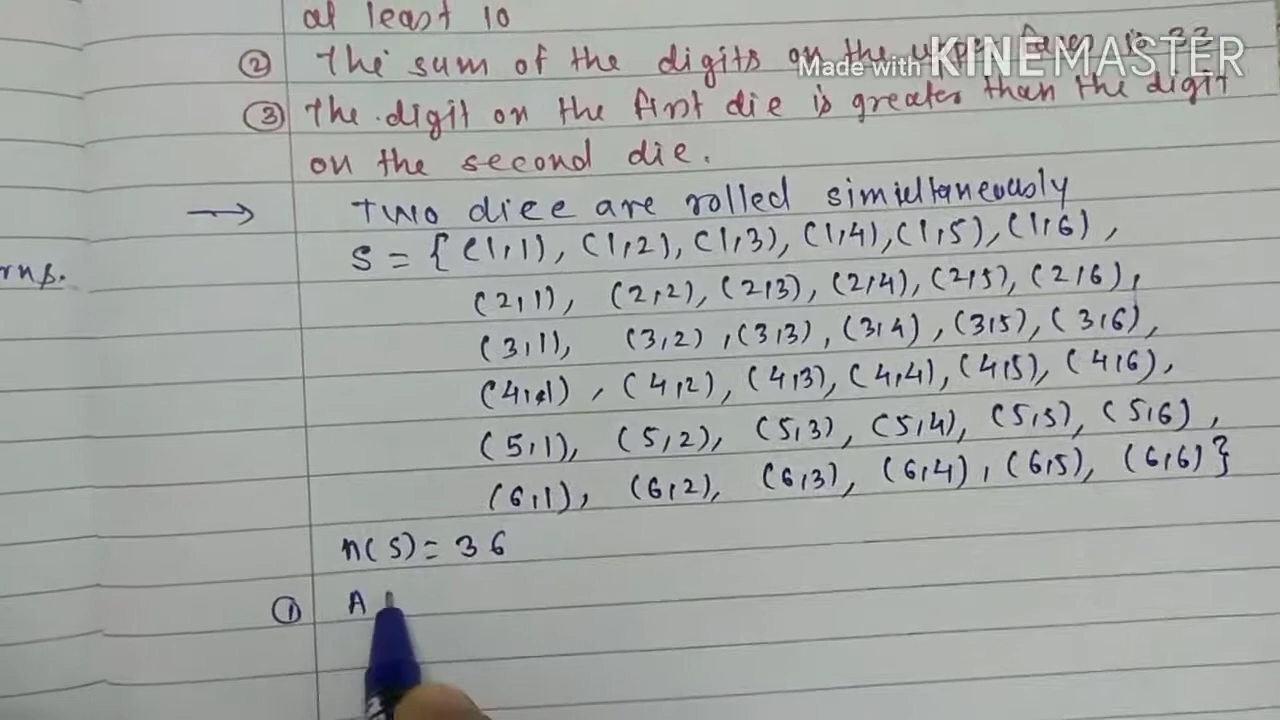 at least 10
② The sum of the digits on the upper faces is 33
Made with KINEMASTER
③ The digit on the first die is greater than the digit
on the second die.
→ Two dice are rolled simultaneously
S = { (1,1), (1,2), (1,3), (1,4), (1,5), (1,6),
(2,1), (2,2), (2,3), (2,4), (2,5), (2,6),
(3,1), (3,2), (3,3), (3,4), (3,5), (3,6),
(4,1), (4,2), (4,3), (4,4), (4,5), (4,6),
(5,1), (5,2), (5,3), (5,4), (5,5), (5,6),
(6,1), (6,2), (6,3), (6,4), (6,5), (6,6) }
n(S) = 36
① A